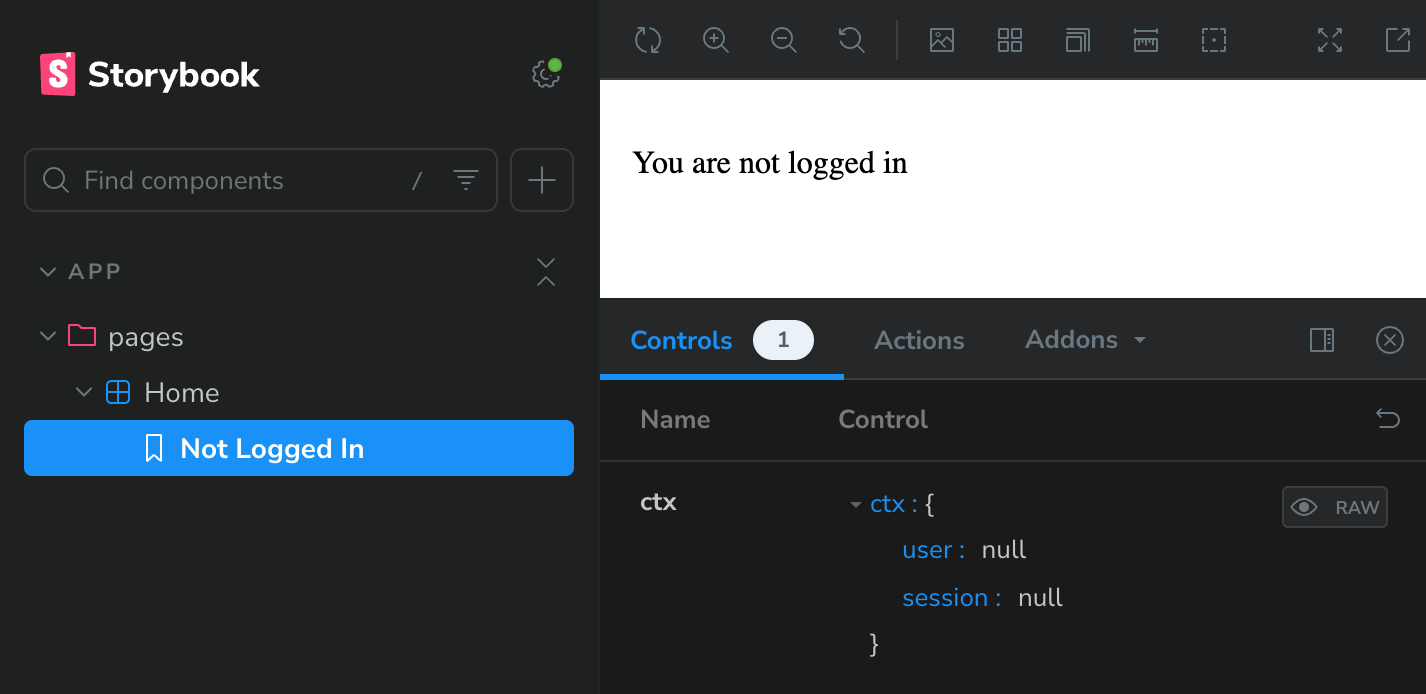 Storybook
Find components /
APP
pages
Home
Not Logged In
You are not logged in
Controls 1 Actions Addons
Name Control
ctx ctx : { RAW
user : null
session : null
}